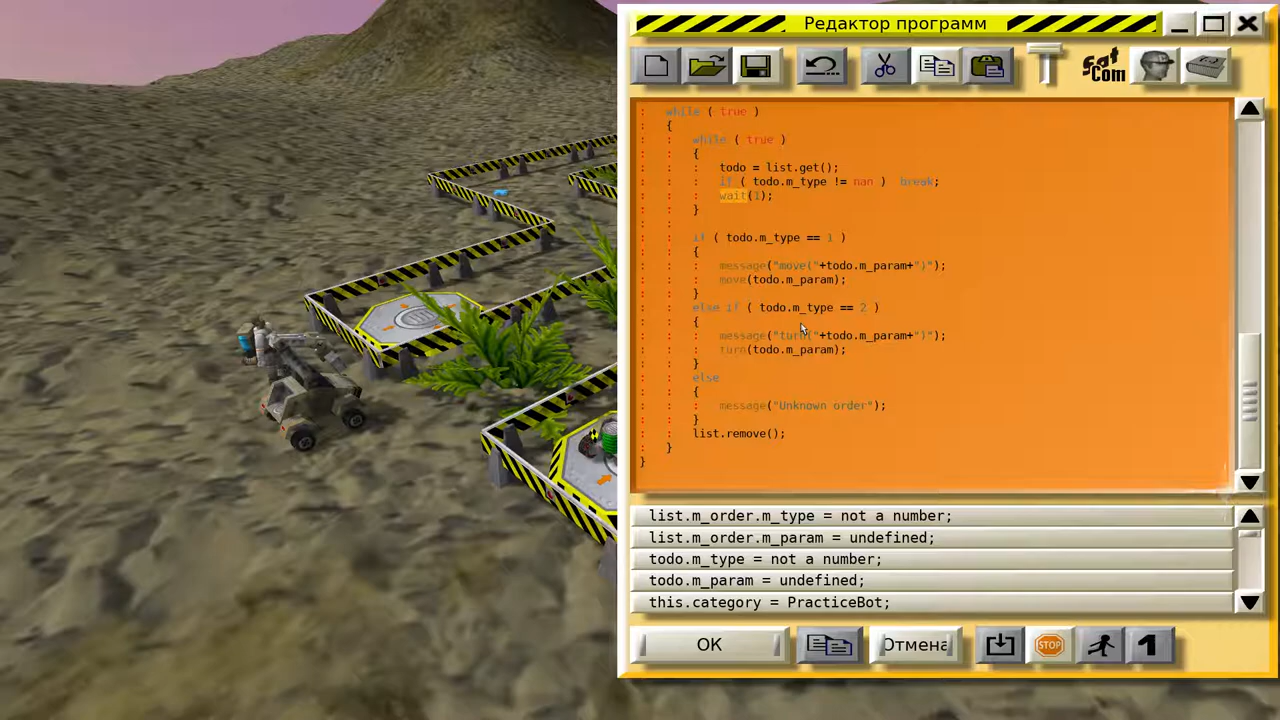 Редактор программ
Sat Com
while ( true )
{
while ( true )
{
todo = list.get();
if ( todo.m_type != nan ) break;
wait(1);
}
if ( todo.m_type == 1 )
{
message("move("+todo.m_param+")");
move(todo.m_param);
}
else if ( todo.m_type == 2 )
{
message("turn("+todo.m_param+")");
turn(todo.m_param);
}
else
{
message("Unknown order");
}
list.remove();
}
}
list.m_order.m_type = not a number;
list.m_order.m_param = undefined;
todo.m_type = not a number;
todo.m_param = undefined;
this.category = PracticeBot;
OK
Отмена
STOP